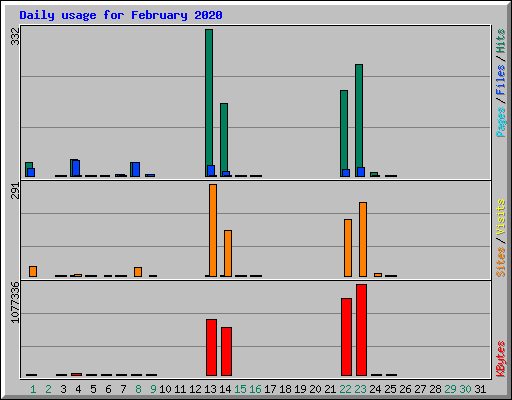 Daily usage for February 2020
332
291
1077336
Pages/Files/Hits
Sites/Visits
KBytes
1 2 3 4 5 6 7 8 9 10 11 12 13 14 15 16 17 18 19 20 21 22 23 24 25 26 27 28 29 30 31